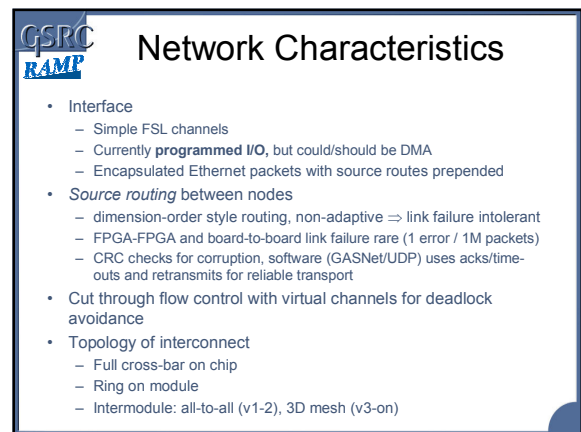 GSRC
RAMP
Network Characteristics
• Interface
– Simple FSL channels
– Currently programmed I/O, but could/should be DMA
– Encapsulated Ethernet packets with source routes prepended
• Source routing between nodes
– dimension-order style routing, non-adaptive ⇒ link failure intolerant
– FPGA-FPGA and board-to-board link failure rare (1 error / 1M packets)
– CRC checks for corruption, software (GASNet/UDP) uses acks/time-
outs and retransmits for reliable transport
• Cut through flow control with virtual channels for deadlock
avoidance
• Topology of interconnect
– Full cross-bar on chip
– Ring on module
– Intermodule: all-to-all (v1-2), 3D mesh (v3-on)